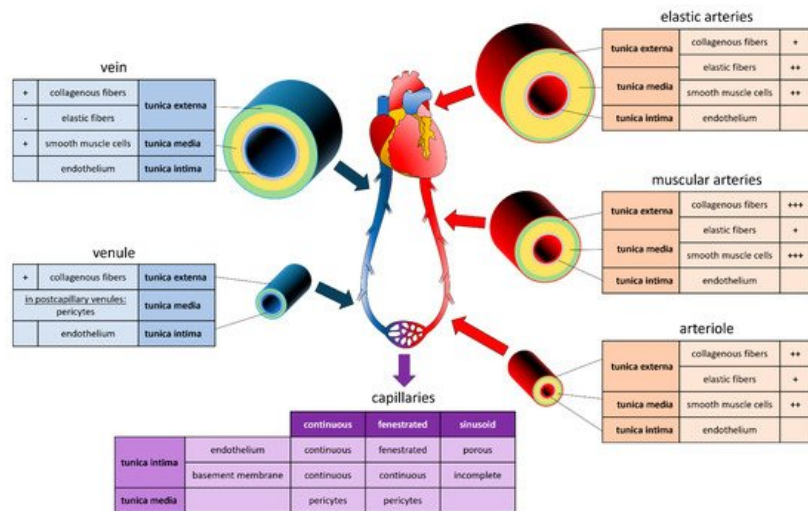 elastic arteries
tunica externa
collagenous fibers +
elastic fibers ++
tunica media
smooth muscle cells ++
tunica intima endothelium
vein
+ collagenous fibers
tunica externa
- elastic fibers
+ smooth muscle cells tunica media
endothelium tunica intima
muscular arteries
tunica externa
collagenous fibers +++
elastic fibers +
tunica media
smooth muscle cells +++
tunica intima endothelium
venule
+ collagenous fibers tunica externa
in postcapillary venules:
pericytes
tunica media
endothelium tunica intima
arteriole
tunica externa
collagenous fibers ++
elastic fibers +
tunica media smooth muscle cells ++
tunica intima endothelium
capillaries
continuous fenestrated sinusoid
tunica intima
endothelium continuous fenestrated porous
basement membrane continuous continuous incomplete
tunica media pericytes pericytes